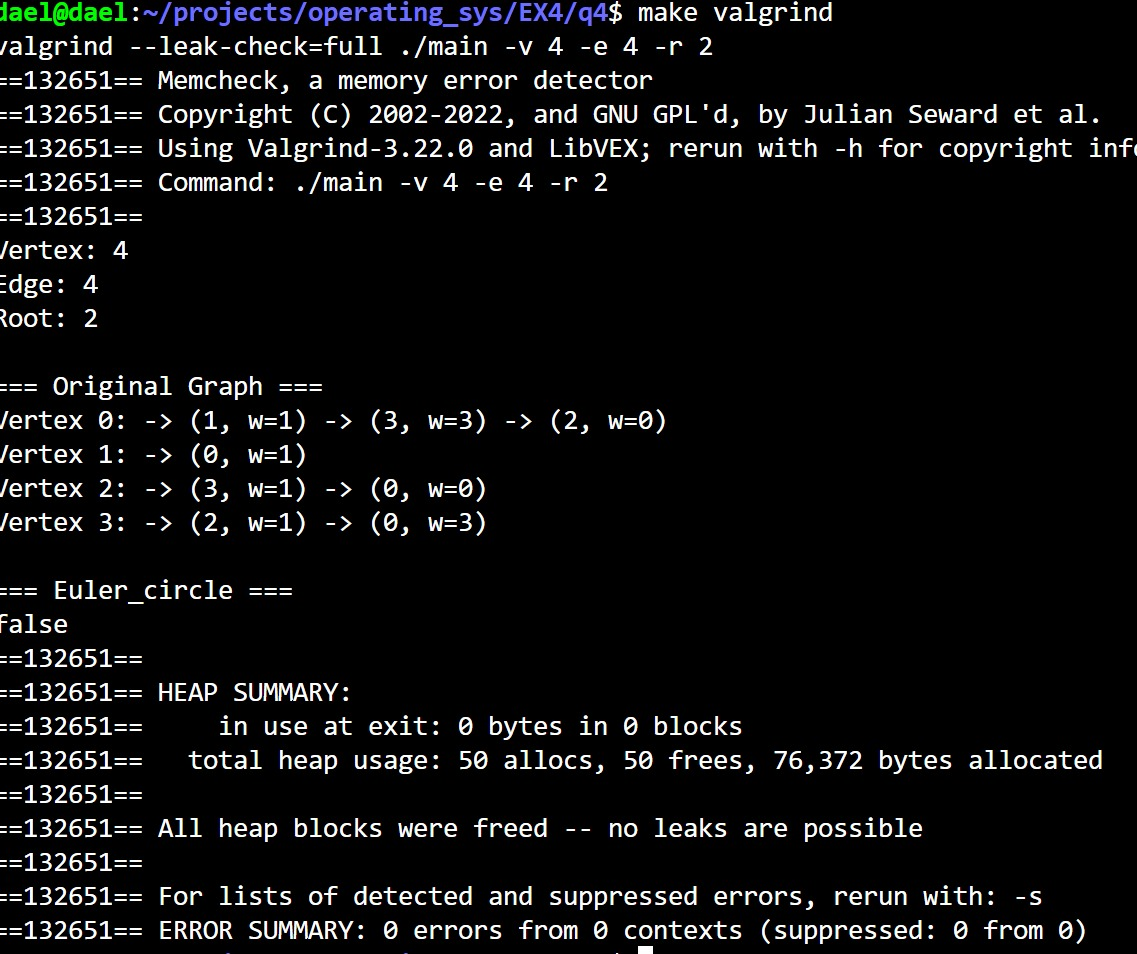 dael@dael:~/projects/operating_sys/EX4/q4$ make valgrind
valgrind --leak-check=full ./main -v 4 -e 4 -r 2
==132651== Memcheck, a memory error detector
==132651== Copyright (C) 2002-2022, and GNU GPL'd, by Julian Seward et al.
==132651== Using Valgrind-3.22.0 and LibVEX; rerun with -h for copyright info
==132651== Command: ./main -v 4 -e 4 -r 2
==132651==
Vertex: 4
Edge: 4
Root: 2
=== Original Graph ===
Vertex 0: -> (1, w=1) -> (3, w=3) -> (2, w=0)
Vertex 1: -> (0, w=1)
Vertex 2: -> (3, w=1) -> (0, w=0)
Vertex 3: -> (2, w=1) -> (0, w=3)
=== Euler_circle ===
false
==132651==
==132651== HEAP SUMMARY:
==132651==     in use at exit: 0 bytes in 0 blocks
==132651==   total heap usage: 50 allocs, 50 frees, 76,372 bytes allocated
==132651==
==132651== All heap blocks were freed -- no leaks are possible
==132651==
==132651== For lists of detected and suppressed errors, rerun with: -s
==132651== ERROR SUMMARY: 0 errors from 0 contexts (suppressed: 0 from 0)